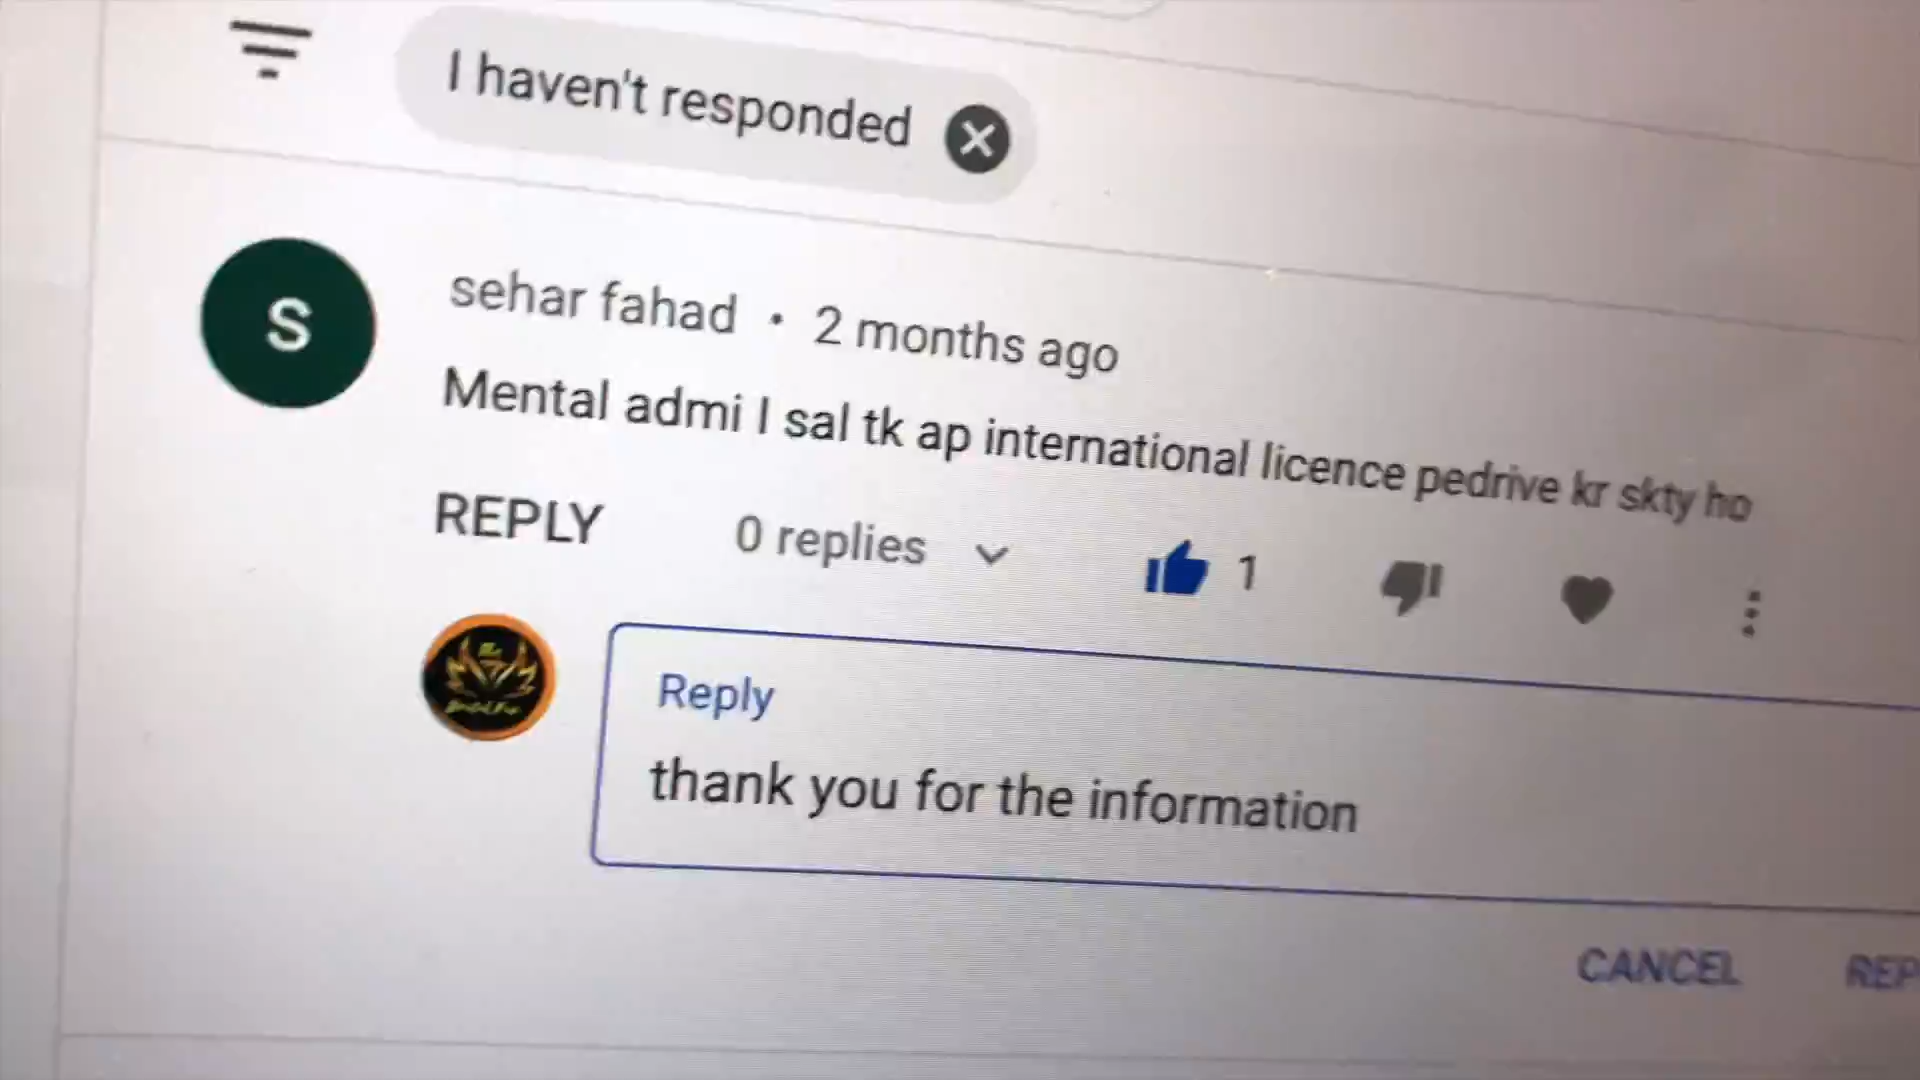 I haven't responded
S
sehar fahad • 2 months ago
Mental admi I sal tk ap international licence pedrive kr skty ho
REPLY 0 replies 1
Reply
thank you for the information
CANCEL REP